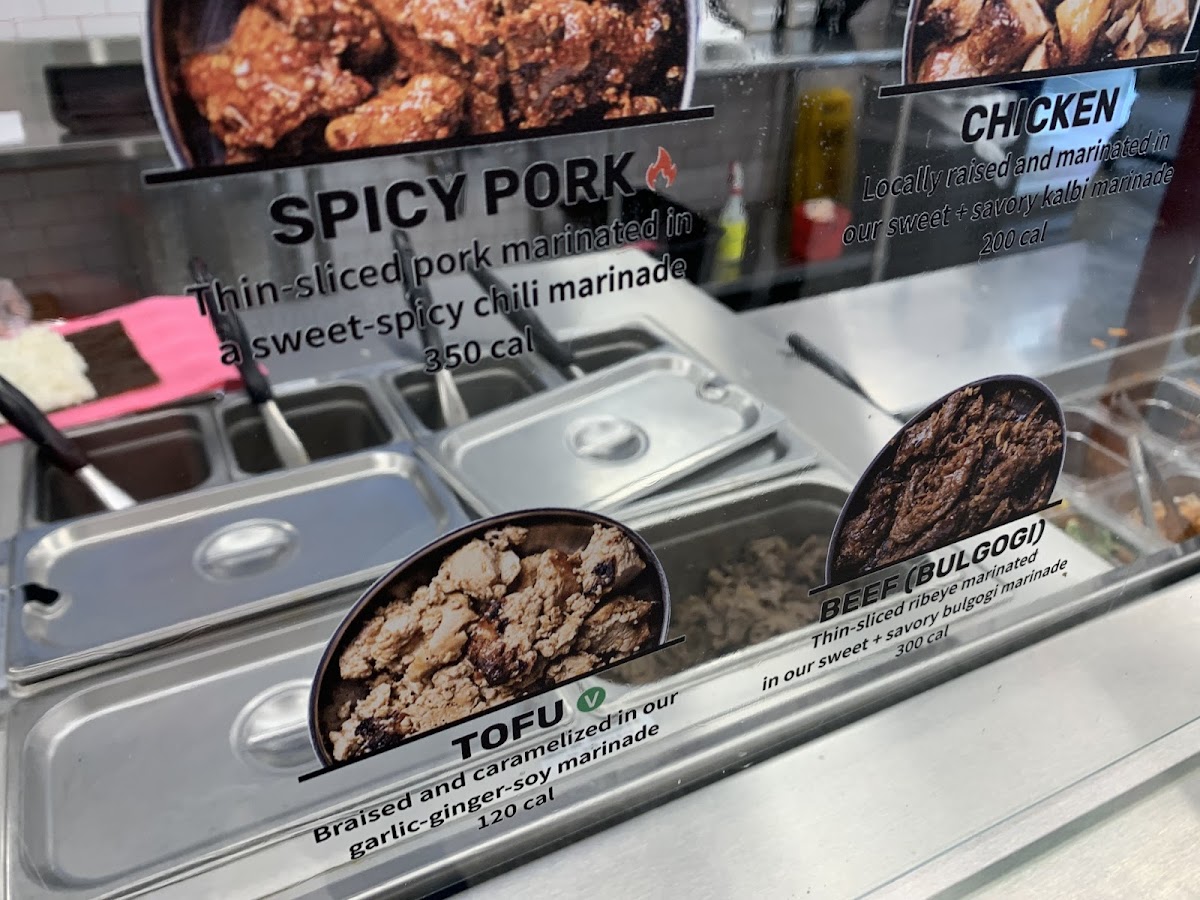 SPICY PORK
Thin-sliced pork marinated in
a sweet-spicy chili marinade
350 cal
CHICKEN
Locally raised and marinated in
our sweet + savory kalbi marinade
200 cal
TOFU V
Braised and caramelized in our
garlic-ginger-soy marinade
120 cal
BEEF (BULGOGI)
Thin-sliced ribeye marinated
in our sweet + savory bulgogi marinade
300 cal